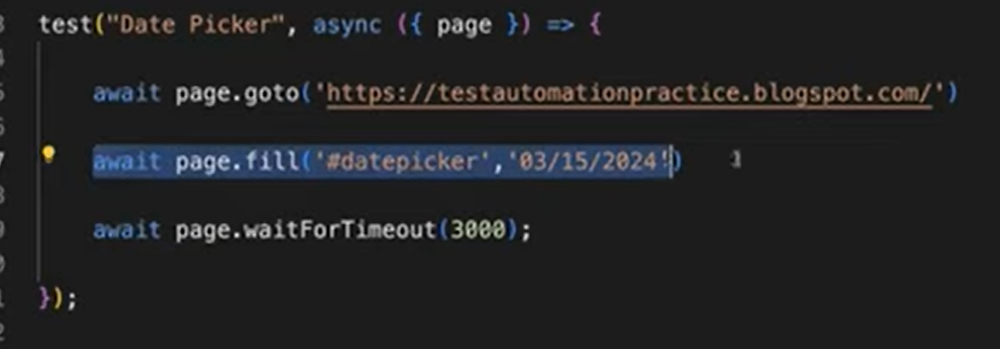 test("Date Picker", async ({ page }) => {
await page.goto('https://testautomationpractice.blogspot.com/')
await page.fill('#datepicker','03/15/2024')
await page.waitForTimeout(3000);
});